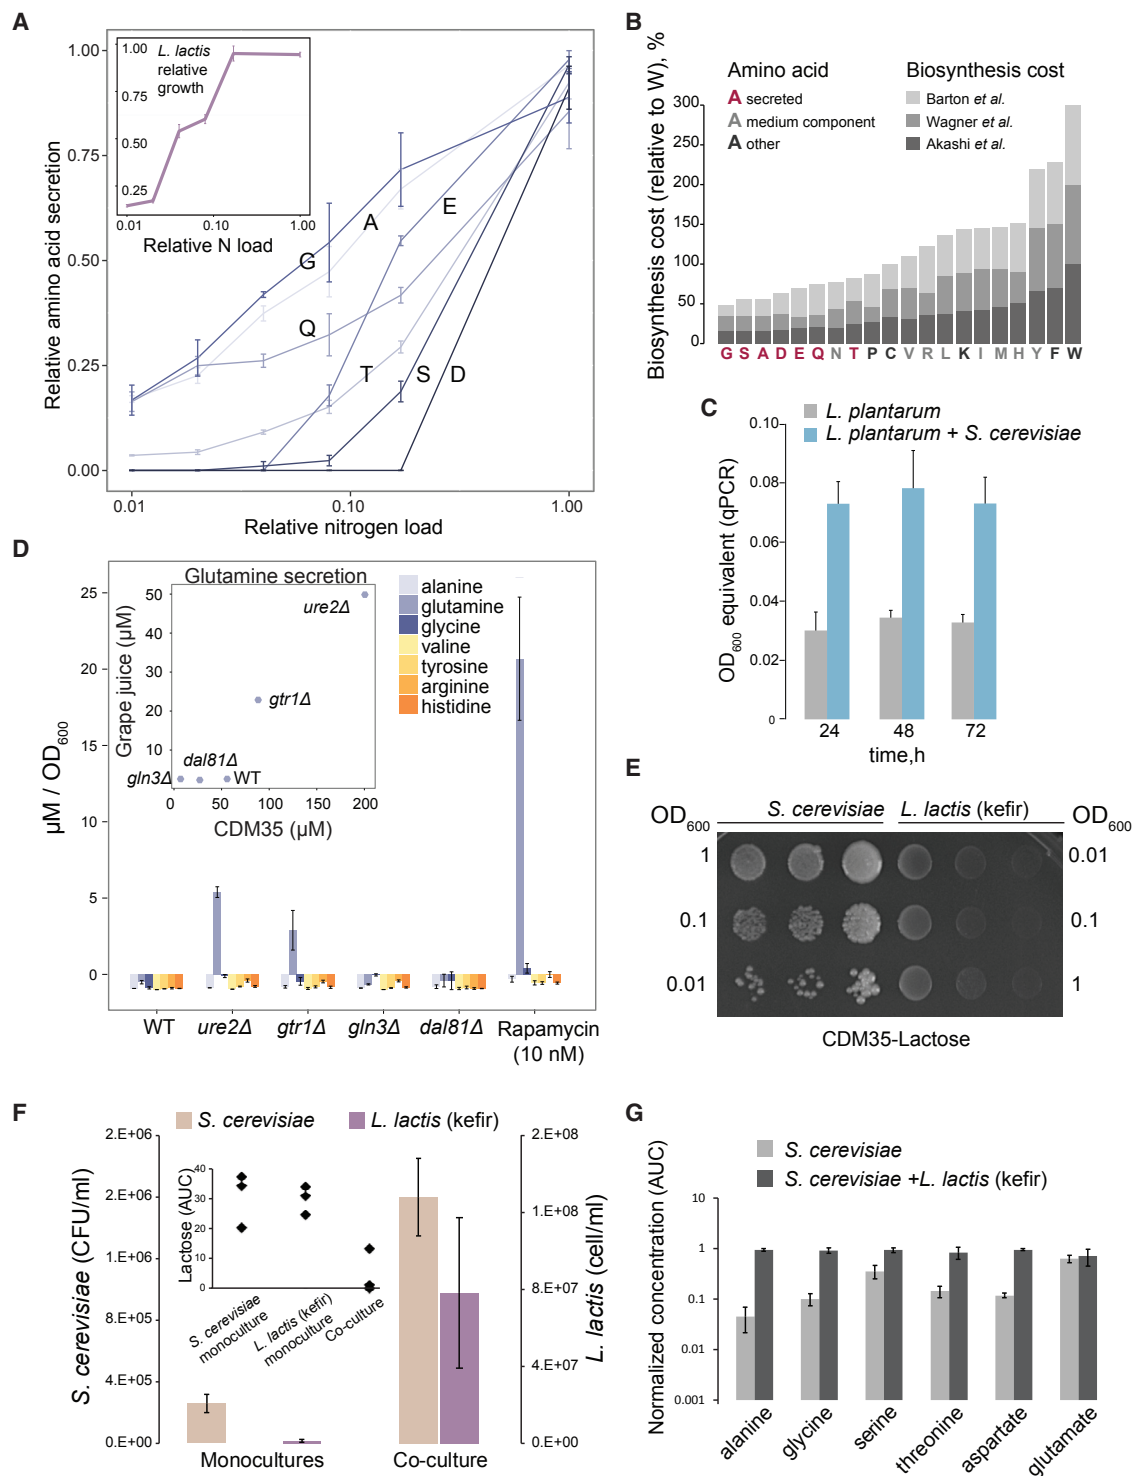 A
1.00
0.75
0.50
0.25
0.00
Relative amino acid secretion
0.01
0.10
1.00
Relative nitrogen load
1.00
0.75
0.50
0.25
L. lactis
relative
growth
0.01
0.10
1.00
Relative N load
G
A
E
Q
T
S
D
B
Biosynthesis cost (relative to W), %
300
250
200
150
100%
50
0
Amino acid
A secreted
A medium component
A other
Biosynthesis cost
Barton et al.
Wagner et al.
Akashi et al.
G S A D E Q N T P C V R L K I M H Y F W
C
L. plantarum
L. plantarum + S. cerevisiae
OD600 equivalent (qPCR)
0.10
0.08
0.06
0.04
0.02
0
24
48
72
time,h
D
µM / OD600
25
20
15
10
5
0
Glutamine secretion
Grape juice (µM)
50
40
30
20
10
ure2Δ
gtr1Δ
dal81Δ
gln3Δ
WT
0
50
100
150
200
CDM35 (µM)
alanine
glutamine
glycine
valine
tyrosine
arginine
histidine
WT
ure2Δ
gtr1Δ
gln3Δ
dal81Δ
Rapamycin
(10 nM)
E
OD600
S. cerevisiae
L. lactis (kefir)
OD600
1
0.01
0.1
0.1
0.01
1
CDM35-Lactose
F
S. cerevisiae
L. lactis (kefir)
S. cerevisiae (CFU/ml)
2.E+06
2.E+06
1.E+06
8.E+05
4.E+05
0.E+00
Lactose (AUC)
40
30
20
10
0
S. cerevisiae
monoculture
L. lactis (kefir)
monoculture
Co-culture
2.E+08
1.E+08
8.E+07
4.E+07
0.E+00
L. lactis (cell/ml)
Monocultures
Co-culture
G
S. cerevisiae
S. cerevisiae +L. lactis (kefir)
Normalized concentration (AUC)
10
1
0.1
0.01
0.001
alanine
glycine
serine
threonine
aspartate
glutamate